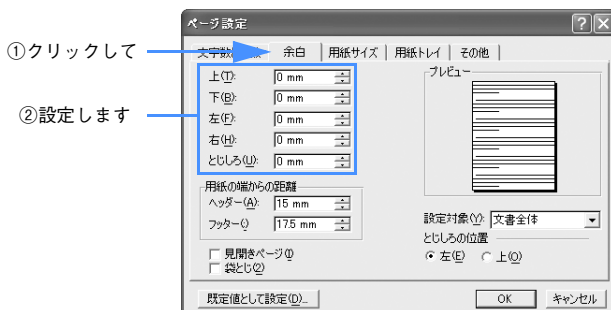 ページ設定
①クリックして
文字数
余白
用紙サイズ
用紙トレイ
その他
②設定します
上(T): 0 mm
下(B): 0 mm
左(F): 0 mm
右(H): 0 mm
とじしろ(U): 0 mm
プレビュー
用紙の端からの距離
ヘッダー(A): 15 mm
フッター() 17.5 mm
見開きページ(I)
袋とじ(2)
設定対象(Y): 文書全体
とじしろの位置
左(E) 上(O)
既定値として設定(D)...
OK
キャンセル